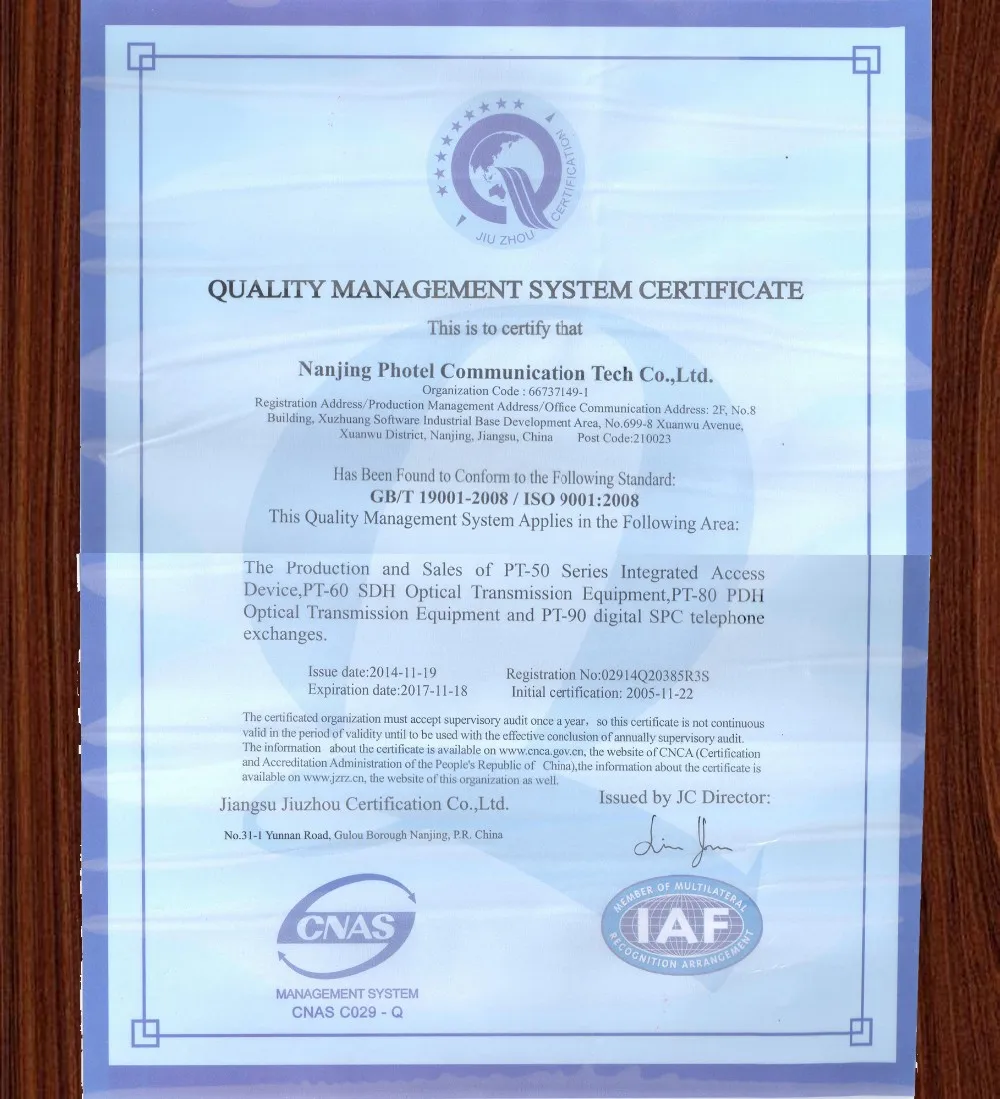 JIU ZHOU CERTIFICATION
QUALITY MANAGEMENT SYSTEM CERTIFICATE
This is to certify that
Nanjing Photel Communication Tech Co.,Ltd.
Organization Code : 66737149-1
Registration Address/Production Management Address/Office Communication Address: 2F, No.8
Building, Xuzhuang Software Industrial Base Development Area, No.699-8 Xuanwu Avenue,
Xuanwu District, Nanjing, Jiangsu, China Post Code:210023
Has Been Found to Conform to the Following Standard:
GB/T 19001-2008 / ISO 9001:2008
This Quality Management System Applies in the Following Area:
The Production and Sales of PT-50 Series Integrated Access
Device,PT-60 SDH Optical Transmission Equipment,PT-80 PDH
Optical Transmission Equipment and PT-90 digital SPC telephone
exchanges.
Issue date:2014-11-19 Registration No:02914Q20385R3S
Expiration date:2017-11-18 Initial certification: 2005-11-22
The certificated organization must accept supervisory audit once a year, so this certificate is not continuous
valid in the period of validity until to be used with the effective conclusion of annually supervisory audit.
The information about the certificate is available on www.cnca.gov.cn, the website of CNCA (Certification
and Accreditation Administration of the People's Republic of China),the information about the certificate is
available on www.jzrz.cn, the website of this organization as well.
Jiangsu Jiuzhou Certification Co.,Ltd. Issued by JC Director:
No.31-1 Yunnan Road, Gulou Borough Nanjing, P.R. China
CNAS
MANAGEMENT SYSTEM
CNAS C029 - Q
MEMBER OF MULTILATERAL
IAF
RECOGNITION ARRANGEMENT